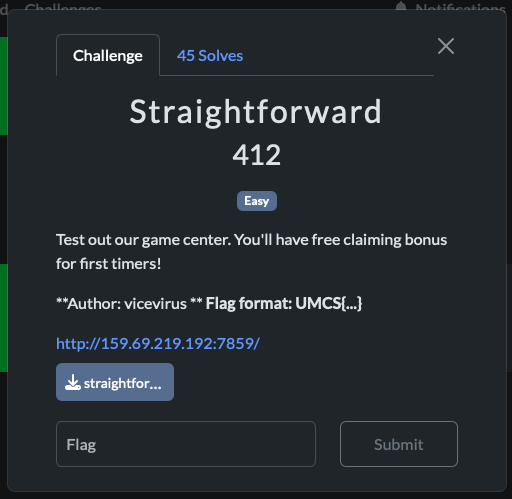 d Challenges
Notifications
Challenge
45 Solves
Straightforward
412
Easy
Test out our game center. You'll have free claiming bonus
for first timers!
**Author: vicevirus ** Flag format: UMCS{...}
http://159.69.219.192:7859/
straightfor...
Flag
Submit